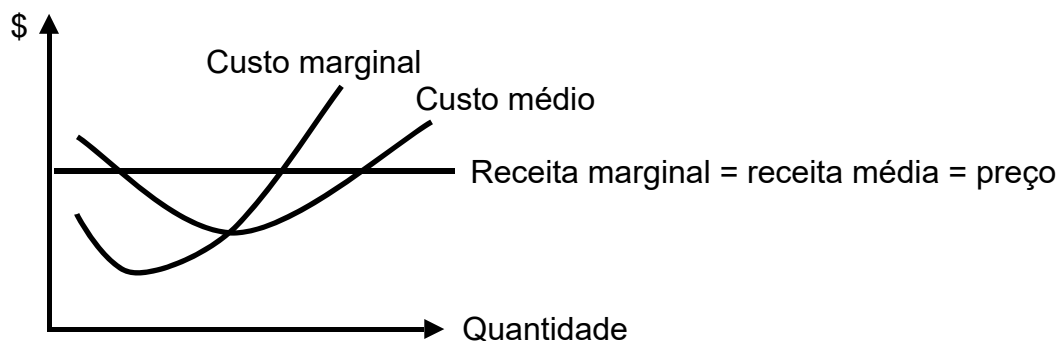 $
Custo marginal
Custo médio
Receita marginal = receita média = preço
Quantidade